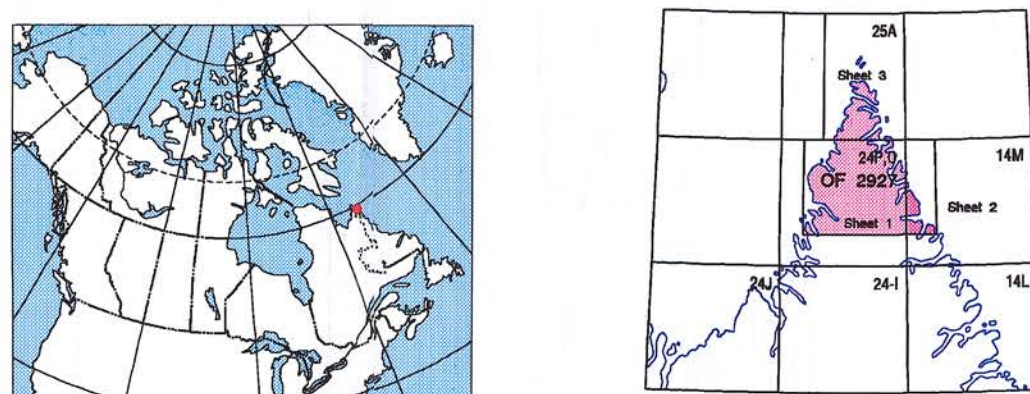 25A
Sheet 3
24P,O 14M
OF 2927
Sheet 2
Sheet 1
24J 24-I 14L